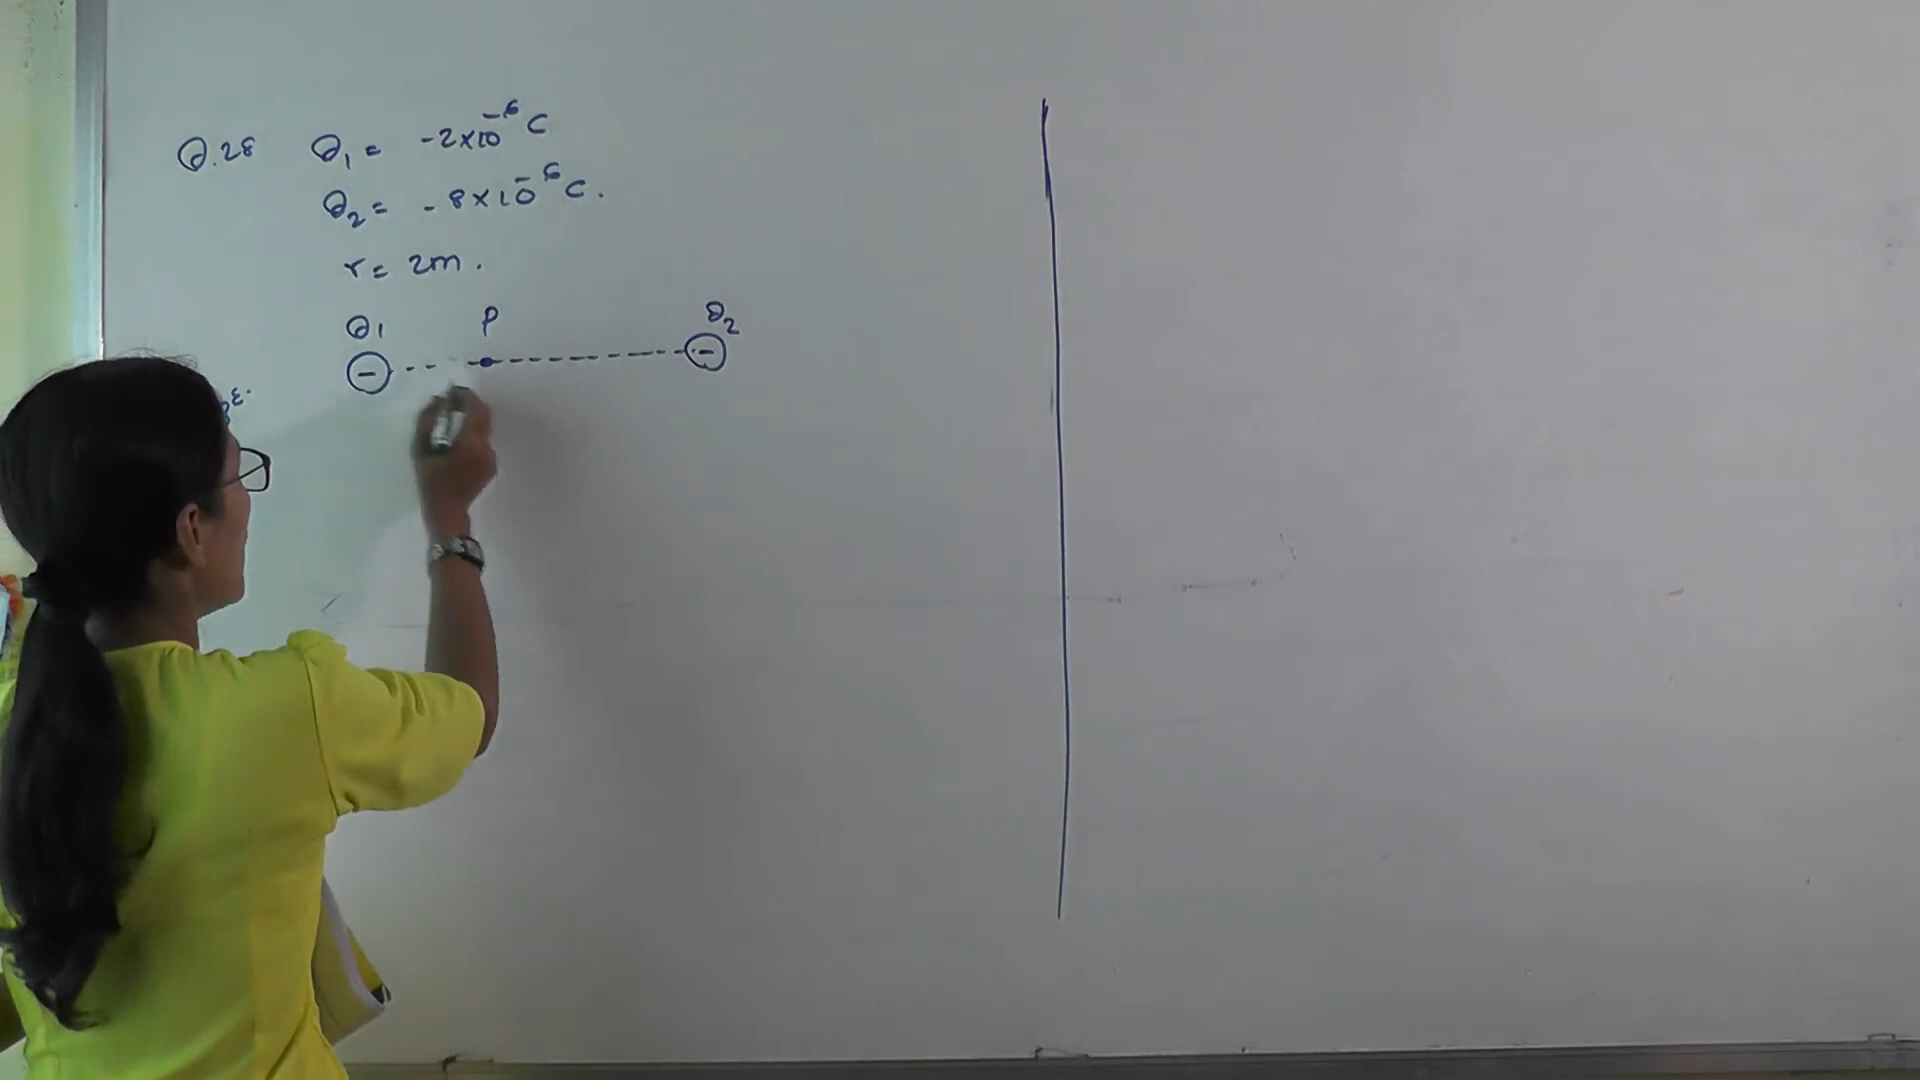 Q.28 Q₁ = -2×10⁻⁶ C
Q₂ = - 8×10⁻⁶ C.
r = 2m.
Q₁ P Q₂
- -